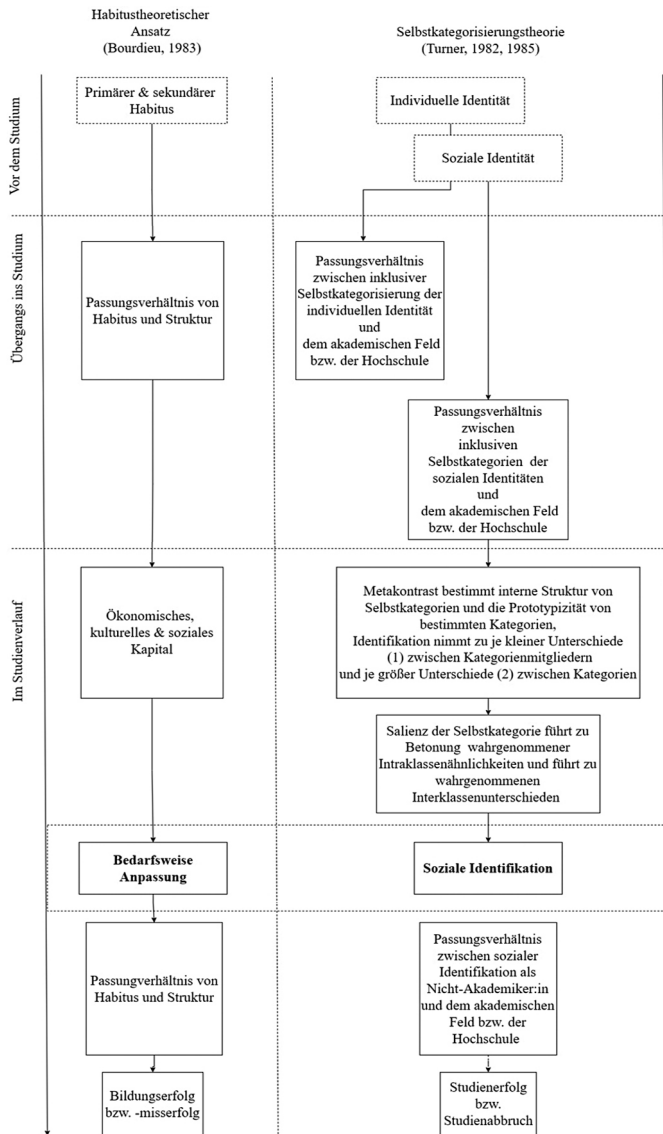 Habitustheoretischer
Ansatz
(Bourdieu, 1983)
Selbstkategorisierungstheorie
(Turner, 1982, 1985)
Vor dem Studium
Primärer & sekundärer
Habitus
Individuelle Identität
Soziale Identität
Übergangs ins Studium
Passungsverhältnis von
Habitus und Struktur
Passungsverhältnis
zwischen inklusiver
Selbstkategorisierung der
individuellen Identität
und
dem akademischen Feld
bzw. der Hochschule
Passungsverhältnis
zwischen
inklusiven
Selbstkategorien der
sozialen Identitäten
und
dem akademischen Feld
bzw. der Hochschule
Im Studienverlauf
Ökonomisches,
kulturelles & soziales
Kapital
Metakontrast bestimmt interne Struktur von
Selbstkategorien und die Prototypizität von
bestimmten Kategorien,
Identifikation nimmt zu je kleiner Unterschiede
(1) zwischen Kategorienmitgliedern
und je größer Unterschiede (2) zwischen Kategorien
Salienz der Selbstkategorie führt zu
Betonung wahrgenommener
Intraklassenähnlichkeiten und führt zu
wahrgenommenen
Interklassenunterschieden
Bedarfsweise
Anpassung
Soziale Identifikation
Passungverhältnis von
Habitus und Struktur
Passungsverhältnis
zwischen sozialer
Identifikation als
Nicht-Akademiker:in
und dem akademischen
Feld bzw. der
Hochschule
Bildungserfolg
bzw. -misserfolg
Studienerfolg
bzw.
Studienabbruch